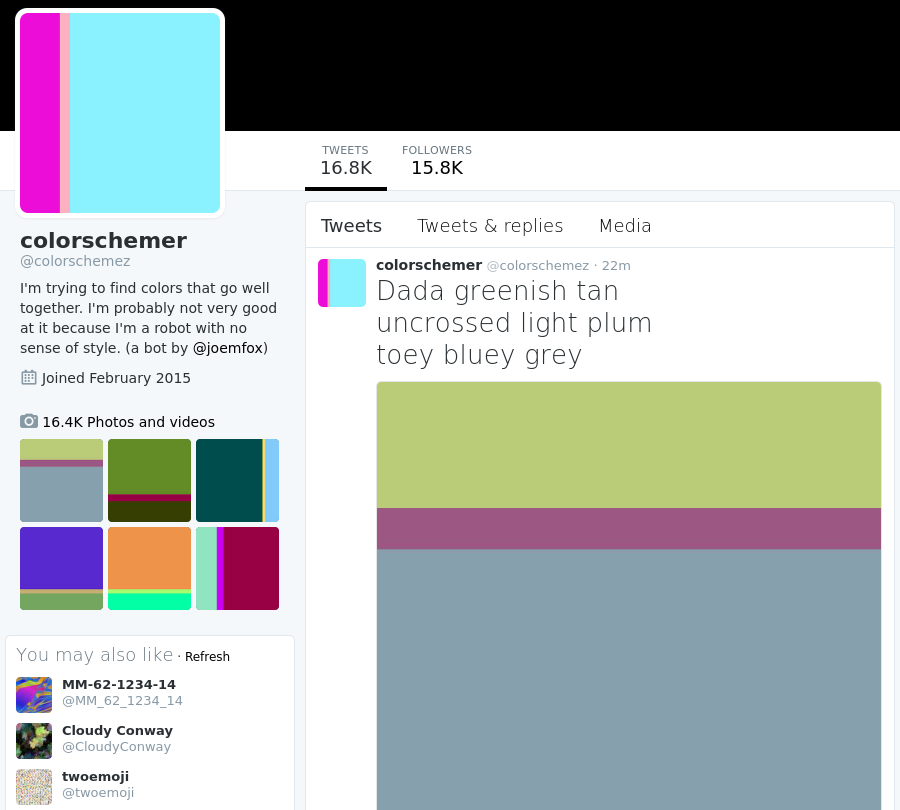 TWEETS
16.8K
FOLLOWERS
15.8K
colorschemer
@colorschemez
I'm trying to find colors that go well
together. I'm probably not very good
at it because I'm a robot with no
sense of style. (a bot by @joemfox)
Joined February 2015
16.4K Photos and videos
You may also like · Refresh
MM-62-1234-14
@MM_62_1234_14
Cloudy Conway
@CloudyConway
twoemoji
@twoemoji
Tweets
Tweets & replies
Media
colorschemer @colorschemez · 22m
Dada greenish tan
uncrossed light plum
toey bluey grey